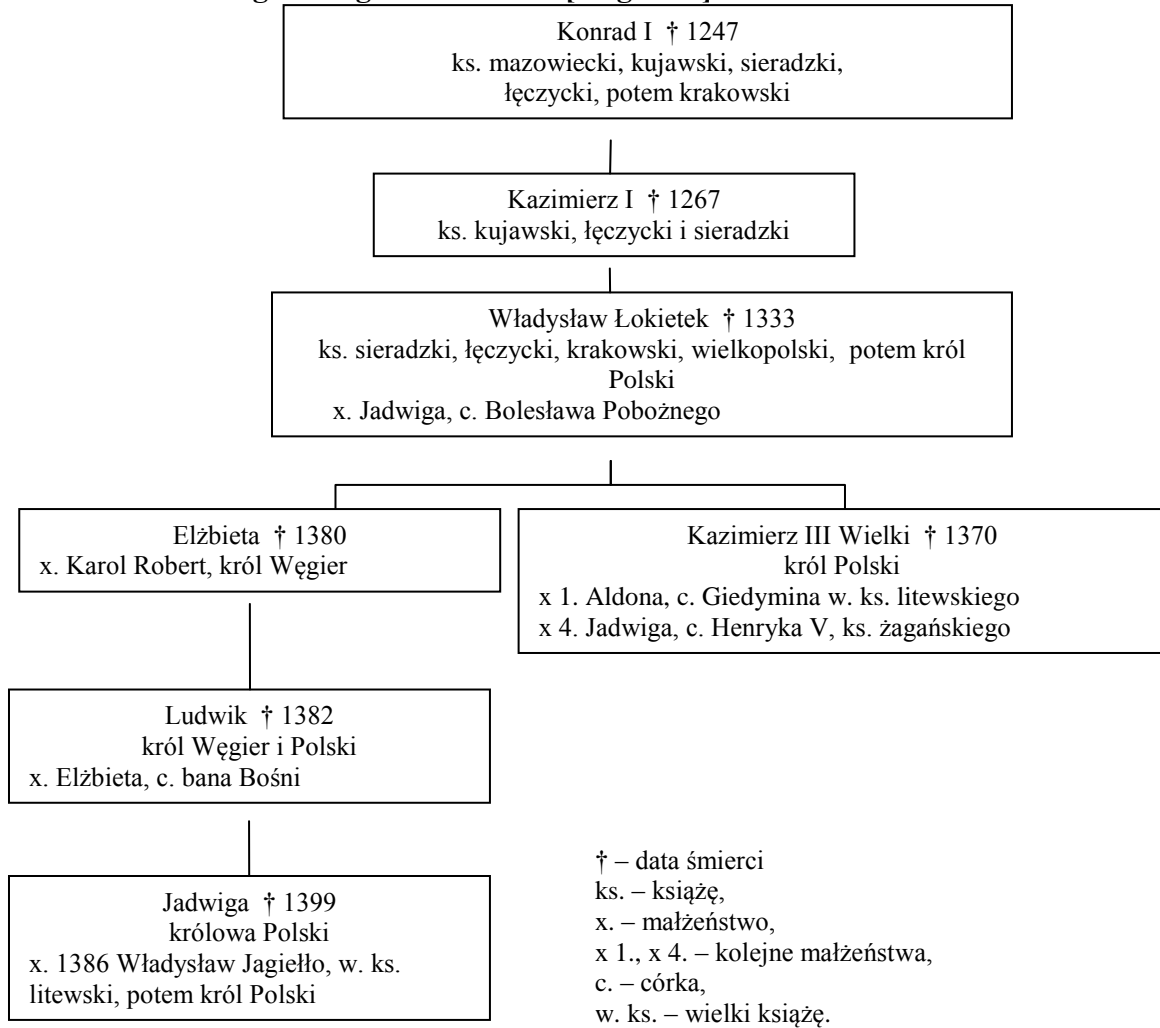 Konrad I † 1247
ks. mazowiecki, kujawski, sieradzki,
łęczycki, potem krakowski
Kazimierz I † 1267
ks. kujawski, łęczycki i sieradzki
Władysław Łokietek † 1333
ks. sieradzki, łęczycki, krakowski, wielkopolski, potem król
Polski
x. Jadwiga, c. Bolesława Pobożnego
Elżbieta † 1380
x. Karol Robert, król Węgier
Kazimierz III Wielki † 1370
król Polski
x 1. Aldona, c. Giedymina w. ks. litewskiego
x 4. Jadwiga, c. Henryka V, ks. żagańskiego
Ludwik † 1382
król Węgier i Polski
x. Elżbieta, c. bana Bośni
Jadwiga † 1399
królowa Polski
x. 1386 Władysław Jagiełło, w. ks.
litewski, potem król Polski
† – data śmierci
ks. – książę,
x. – małżeństwo,
x 1., x 4. – kolejne małżeństwa,
c. – córka,
w. ks. – wielki książę.